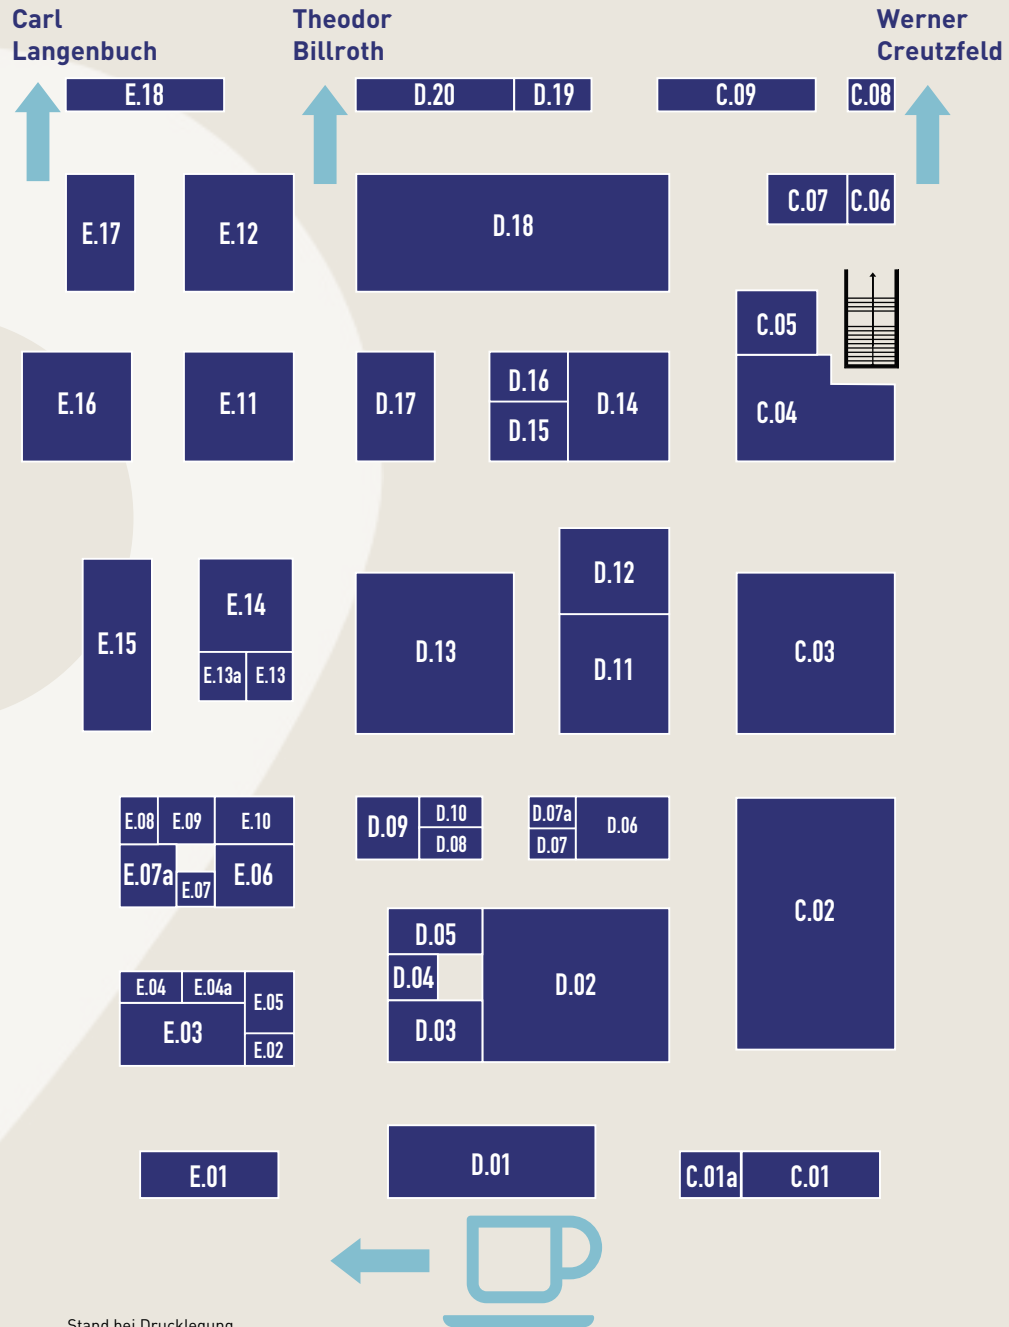 Carl
Langenbuch
Theodor
Billroth
Werner
Creutzfeld
E.18
D.20
D.19
C.09
C.08
E.17
E.12
D.18
C.07
C.06
C.05
E.16
E.11
D.17
D.16
D.15
D.14
C.04
E.15
E.14
E.13a
E.13
D.13
D.12
D.11
C.03
E.08
E.09
E.10
E.07a
E.07
E.06
D.09
D.10
D.08
D.07a
D.07
D.06
C.02
D.05
D.04
D.03
D.02
E.04
E.04a
E.05
E.03
E.02
E.01
D.01
C.01a
C.01
Stand bei Drucklegung